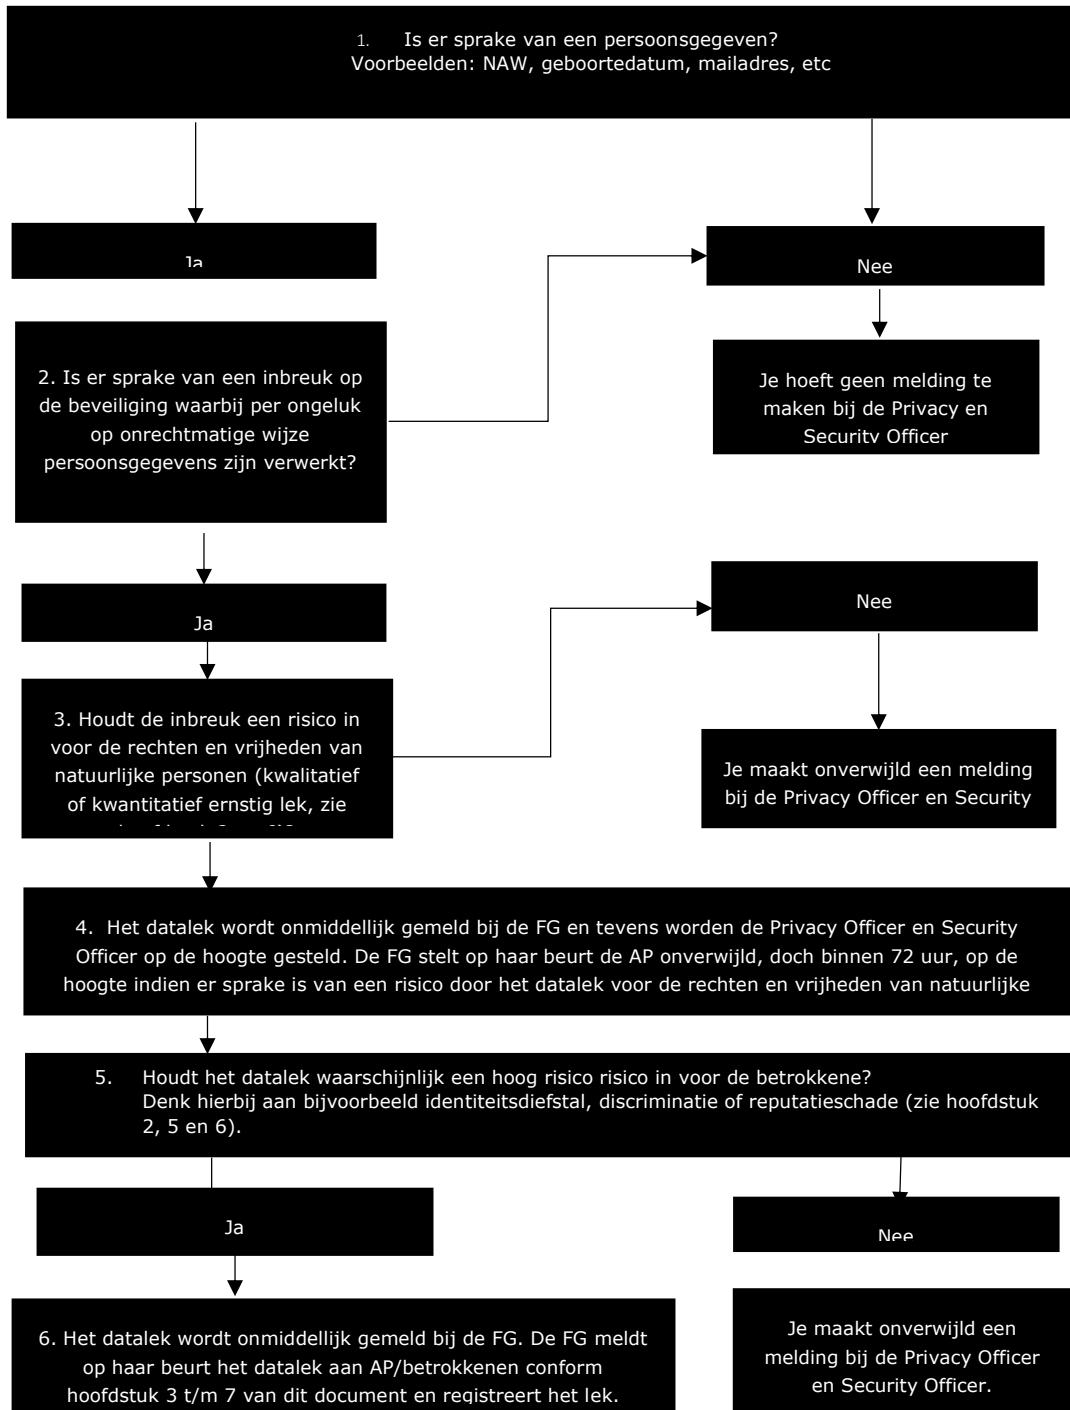 1. Is er sprake van een persoonsgegeven?
Voorbeelden: NAW, geboortedatum, mailadres, etc
Ja
Nee
2. Is er sprake van een inbreuk op
de beveiliging waarbij per ongeluk
op onrechtmatige wijze
persoonsgegevens zijn verwerkt?
Je hoeft geen melding te
maken bij de Privacy en
Security Officer
Ja
Nee
3. Houdt de inbreuk een risico in
voor de rechten en vrijheden van
natuurlijke personen (kwalitatief
of kwantitatief ernstig lek, zie
Je maakt onverwijld een melding
bij de Privacy Officer en Security
4. Het datalek wordt onmiddellijk gemeld bij de FG en tevens worden de Privacy Officer en Security
Officer op de hoogte gesteld. De FG stelt op haar beurt de AP onverwijld, doch binnen 72 uur, op de
hoogte indien er sprake is van een risico door het datalek voor de rechten en vrijheden van natuurlijke
5. Houdt het datalek waarschijnlijk een hoog risico risico in voor de betrokkene?
Denk hierbij aan bijvoorbeeld identiteitsdiefstal, discriminatie of reputatieschade (zie hoofdstuk
2, 5 en 6).
Ja
Nee
6. Het datalek wordt onmiddellijk gemeld bij de FG. De FG meldt
op haar beurt het datalek aan AP/betrokkenen conform
hoofdstuk 3 t/m 7 van dit document en registreert het lek.
Je maakt onverwijld een
melding bij de Privacy Officer
en Security Officer.